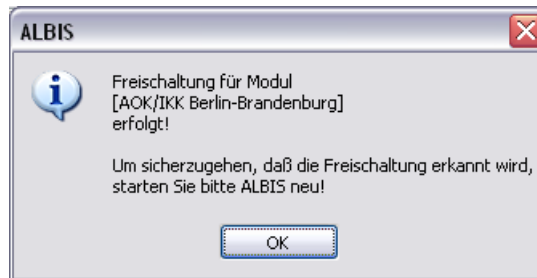 ALBIS
Freischaltung für Modul
[AOK/IKK Berlin-Brandenburg]
erfolgt!
Um sicherzugehen, daß die Freischaltung erkannt wird,
starten Sie bitte ALBIS neu!
OK